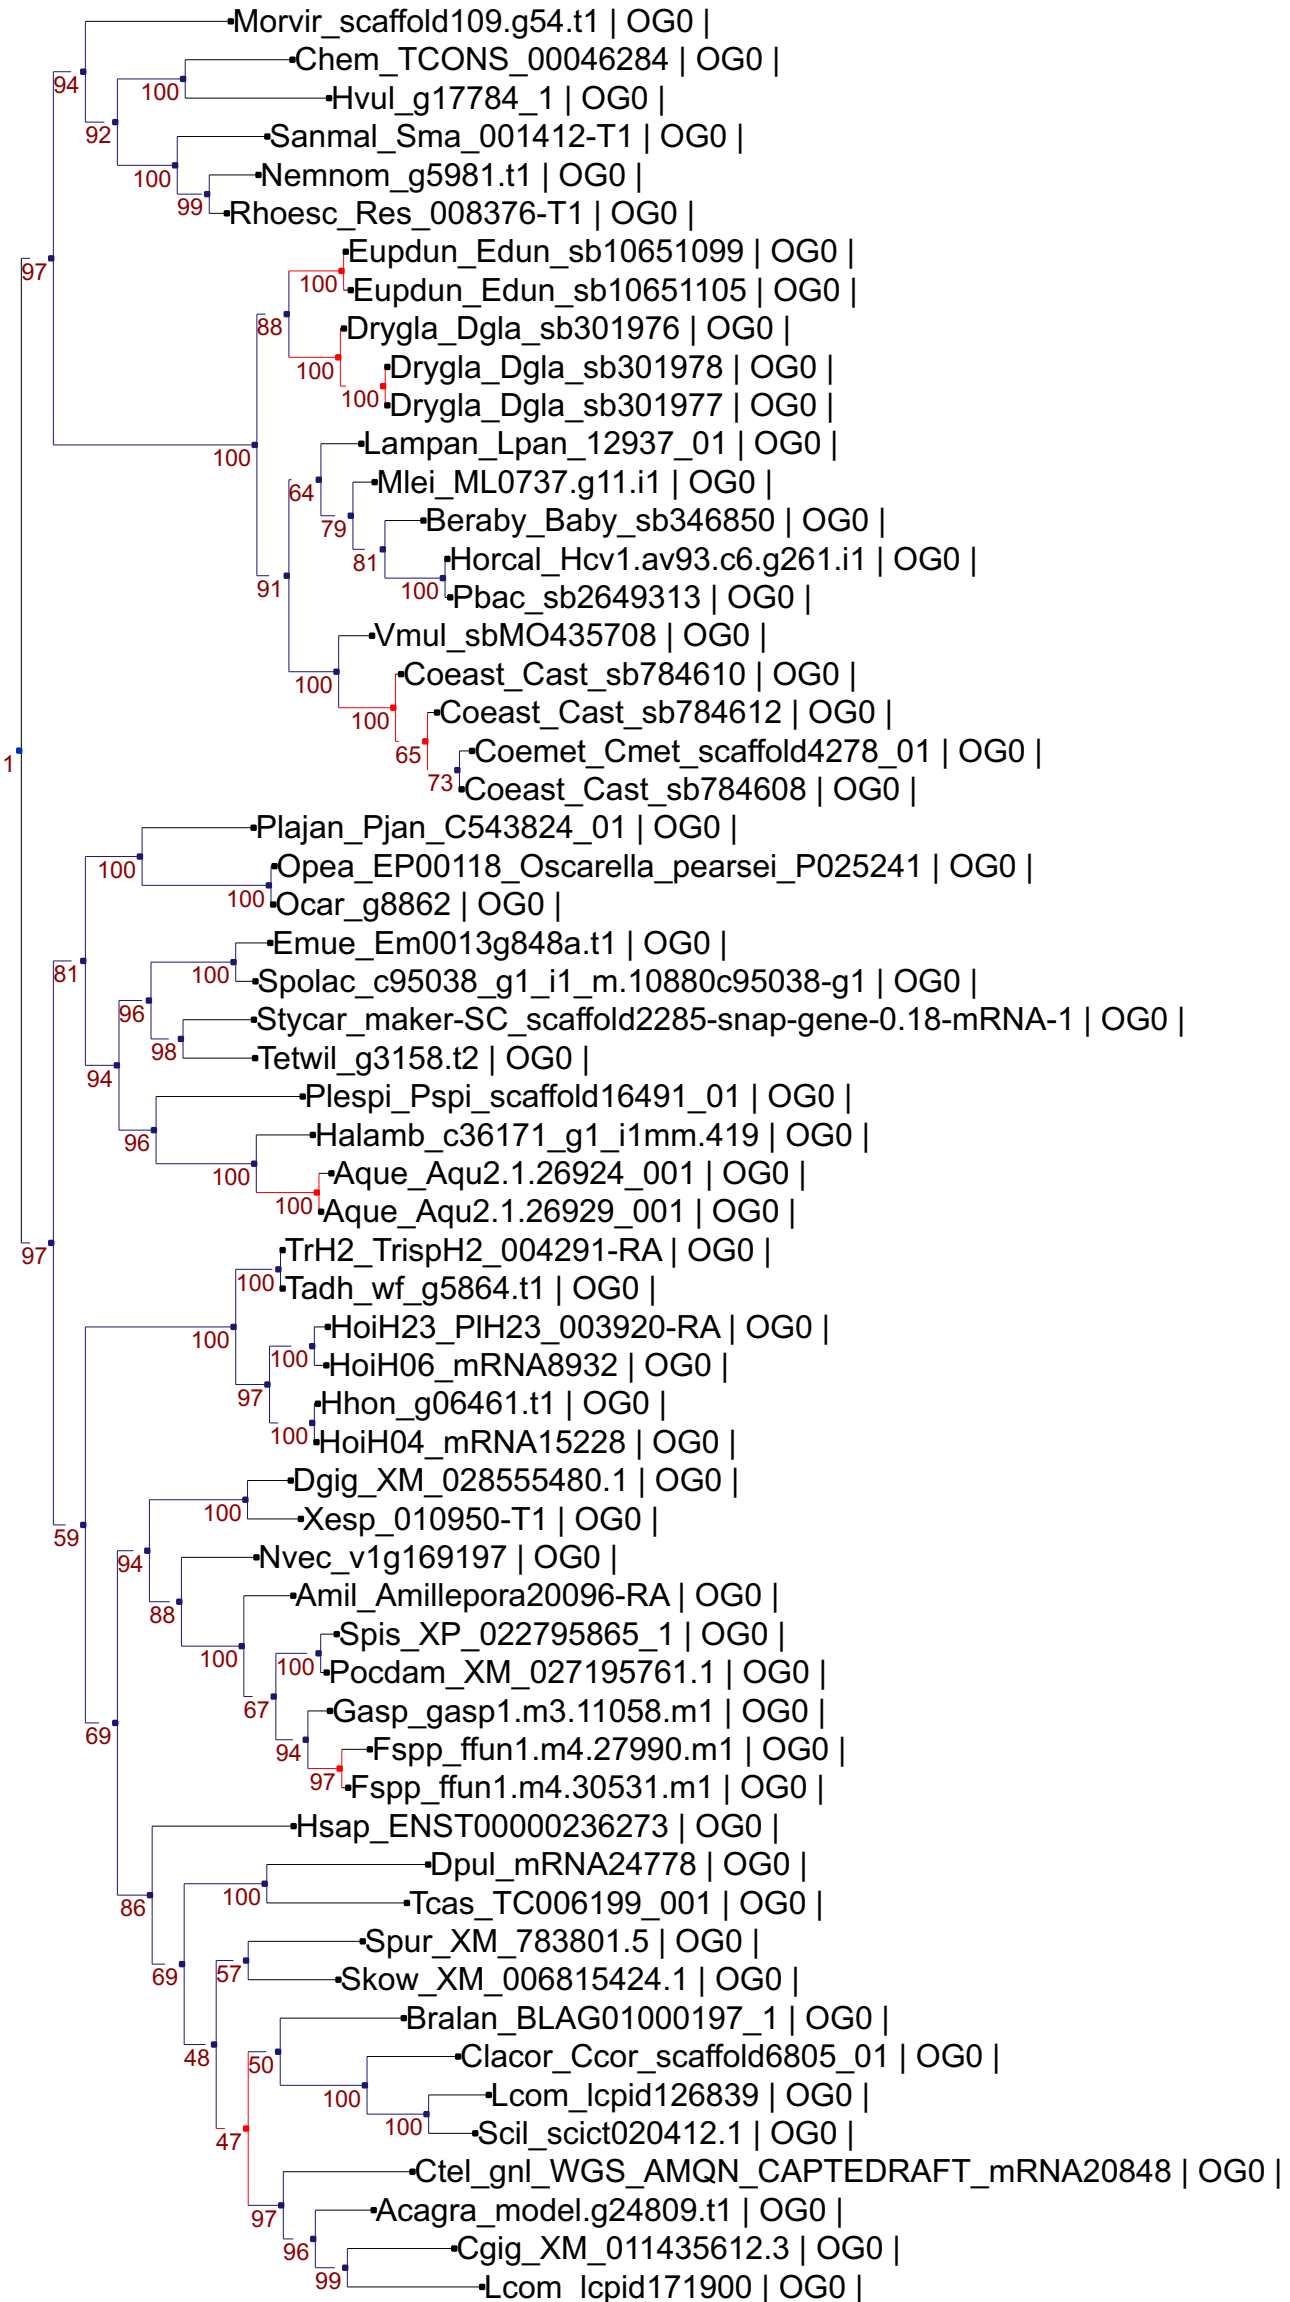 Morvir_scaffold109.g54.t1 | OG0 |
Chem_TCONS_00046284 | OG0 |
94
100
Hvul_g17784_1 | OG0 |
92
Sanmal_Sma_001412-T1 | OG0 |
100
Nemnom_g5981.t1 | OG0 |
99
Rhoesc_Res_008376-T1 | OG0 |
Eupdun_Edun_sb10651099 | OG0 |
97
100
Eupdun_Edun_sb10651105 | OG0 |
88
Drygla_Dgla_sb301976 | OG0 |
100
Drygla_Dgla_sb301978 | OG0 |
100
Drygla_Dgla_sb301977 | OG0 |
100
Lampan_Lpan_12937_01 | OG0 |
64
Mlei_ML0737.g11.i1 | OG0 |
79
Beraby_Baby_sb346850 | OG0 |
81
Horcal_Hcv1.av93.c6.g261.i1 | OG0 |
91
100
Pbac_sb2649313 | OG0 |
Vmul_sbMO435708 | OG0 |
100
Coeast_Cast_sb784610 | OG0 |
100
Coeast_Cast_sb784612 | OG0 |
1
65
Coemet_Cmet_scaffold4278_01 | OG0 |
73
Coeast_Cast_sb784608 | OG0 |
Plajan_Pjan_C543824_01 | OG0 |
100
Opea_EP00118_Oscarella_pearsei_P025241 | OG0 |
100
Ocar_g8862 | OG0 |
Emue_Em0013g848a.t1 | OG0 |
81
100
Spolac_c95038_g1_i1_m.10880c95038-g1 | OG0 |
96
Stycar_maker-SC_scaffold2285-snap-gene-0.18-mRNA-1 | OG0 |
98
Tetwil_g3158.t2 | OG0 |
94
Plespi_Pspi_scaffold16491_01 | OG0 |
96
Halamb_c36171_g1_i1mm.419 | OG0 |
100
Aque_Aqu2.1.26924_001 | OG0 |
100
Aque_Aqu2.1.26929_001 | OG0 |
97
TrH2_TrispH2_004291-RA | OG0 |
100
Tadh_wf_g5864.t1 | OG0 |
100
HoiH23_PlH23_003920-RA | OG0 |
100
HoiH06_mRNA8932 | OG0 |
97
Hhon_g06461.t1 | OG0 |
100
HoiH04_mRNA15228 | OG0 |
Dgig_XM_028555480.1 | OG0 |
100
Xesp_010950-T1 | OG0 |
59
94
Nvec_v1g169197 | OG0 |
88
Amil_Amillepora20096-RA | OG0 |
100
Spis_XP_022795865_1 | OG0 |
100
Pocdam_XM_027195761.1 | OG0 |
67
Gasp_gasp1.m3.11058.m1 | OG0 |
69
94
Fspp_ffun1.m4.27990.m1 | OG0 |
97
Fspp_ffun1.m4.30531.m1 | OG0 |
Hsap_ENST00000236273 | OG0 |
Dpul_mRNA24778 | OG0 |
86
100
Tcas_TC006199_001 | OG0 |
Spur_XM_783801.5 | OG0 |
69
57
Skow_XM_006815424.1 | OG0 |
Bralan_BLAG01000197_1 | OG0 |
48
50
Clacor_Ccor_scaffold6805_01 | OG0 |
100
Lcom_lcpid126839 | OG0 |
100
Scil_scict020412.1 | OG0 |
47
Ctel_gnl_WGS_AMQN_CAPTEDRAFT_mRNA20848 | OG0 |
97
Acagra_model.g24809.t1 | OG0 |
96
Cgig_XM_011435612.3 | OG0 |
99
Lcom_lcpid171900 | OG0 |